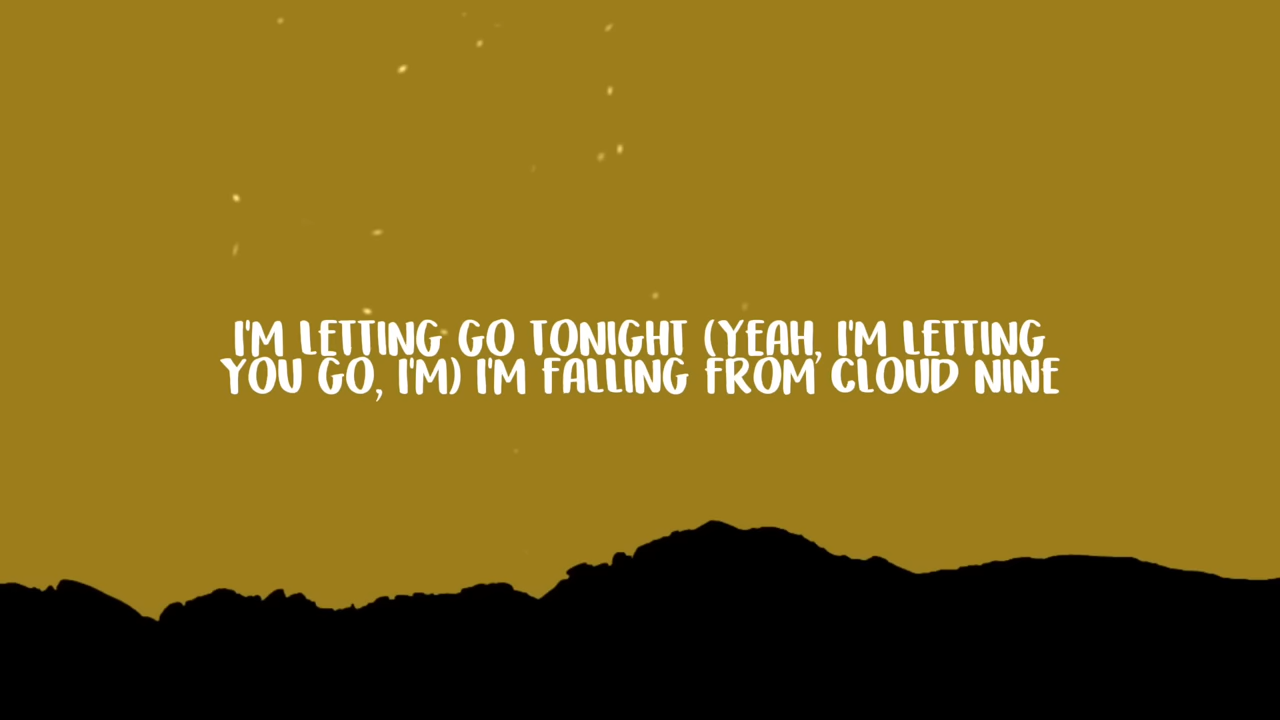 I'M LETTING GO TONIGHT (YEAH, I'M LETTING
YOU GO, I'M) I'M FALLING FROM CLOUD NINE